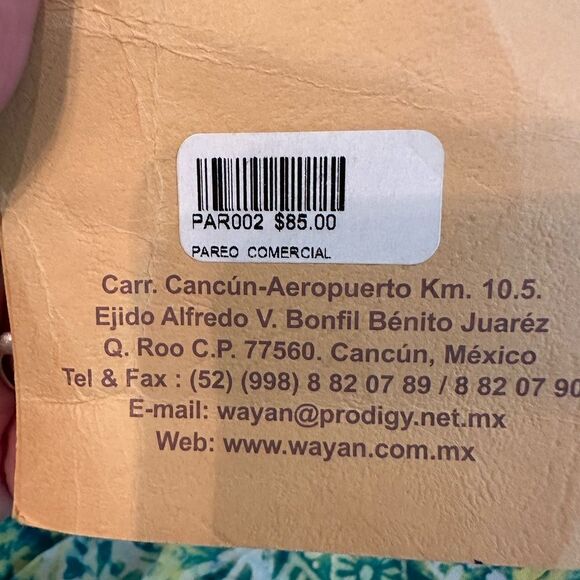 PAR002 $85.00
PAREO COMERCIAL
Carr. Cancún-Aeropuerto Km. 10.5.
Ejido Alfredo V. Bonfil Bénito Juaréz
Q. Roo C.P. 77560. Cancún, México
Tel & Fax : (52) (998) 8 82 07 89 / 8 82 07 90
E-mail: wayan@prodigy.net.mx
Web: www.wayan.com.mx